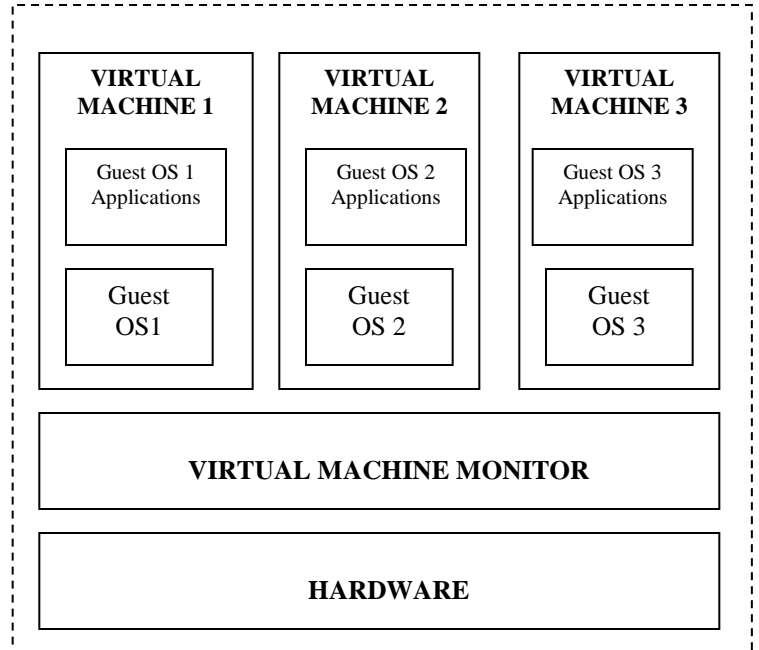 VIRTUAL
MACHINE 1
Guest OS 1
Applications
Guest
OS1
VIRTUAL
MACHINE 2
Guest OS 2
Applications
Guest
OS 2
VIRTUAL
MACHINE 3
Guest OS 3
Applications
Guest
OS 3
VIRTUAL MACHINE MONITOR
HARDWARE